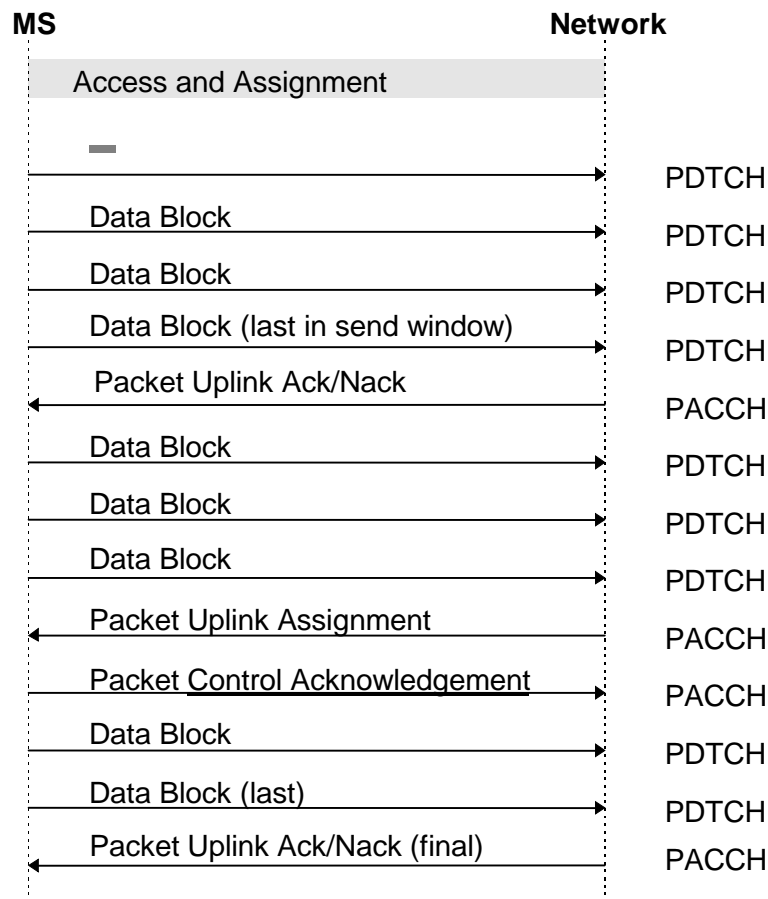 MS Network
Access and Assignment
PDTCH
Data Block PDTCH
Data Block PDTCH
Data Block (last in send window) PDTCH
Packet Uplink Ack/Nack PACCH
Data Block PDTCH
Data Block PDTCH
Data Block PDTCH
Packet Uplink Assignment PACCH
Packet Control Acknowledgement PACCH
Data Block PDTCH
Data Block (last) PDTCH
Packet Uplink Ack/Nack (final) PACCH